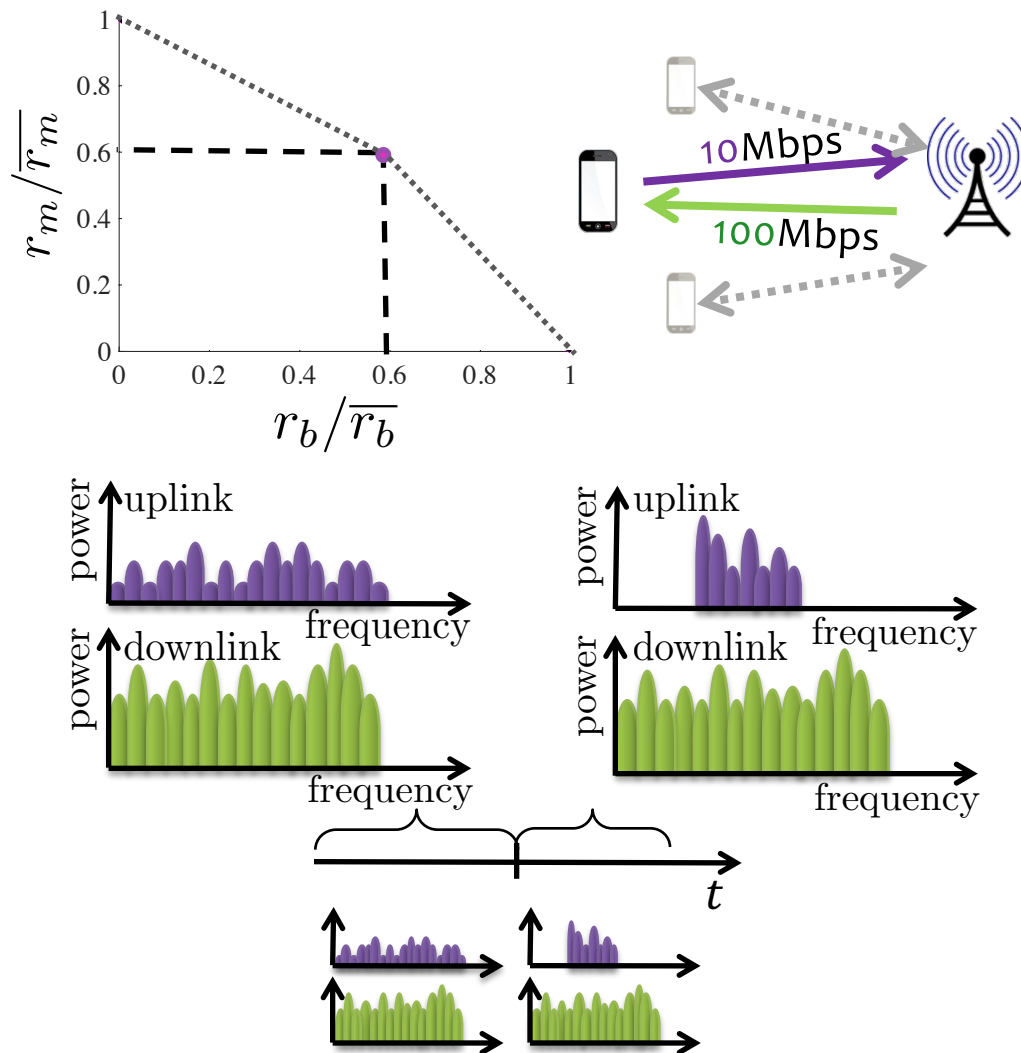 1
0.8
0.6
0.4
0.2
0
0 0.2 0.4 0.6 0.8 1
r_m/\overline{r_m}
r_b/\overline{r_b}
10Mbps
100Mbps
power
uplink
frequency
power
downlink
frequency
power
uplink
frequency
power
downlink
frequency
t